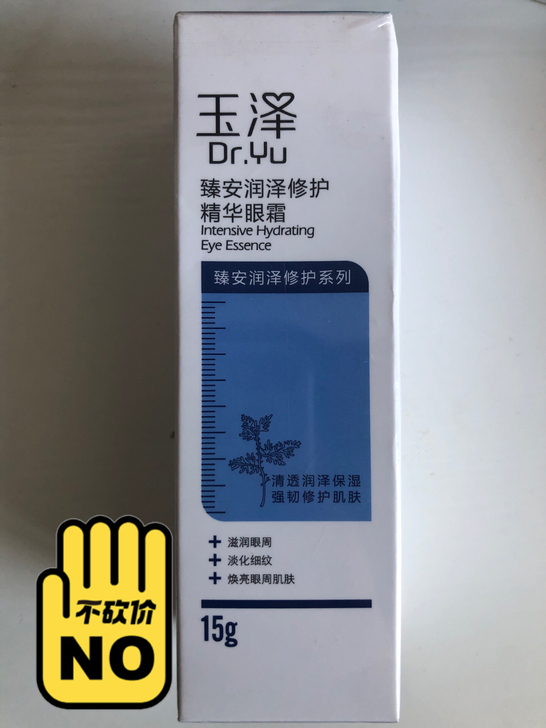 玉泽
Dr.Yu
臻安润泽修护
精华眼霜
Intensive Hydrating
Eye Essence
臻安润泽修护系列
清透润泽保湿
强韧修护肌肤
+ 滋润眼周
+ 淡化细纹
+ 焕亮眼周肌肤
15g
不砍价
NO